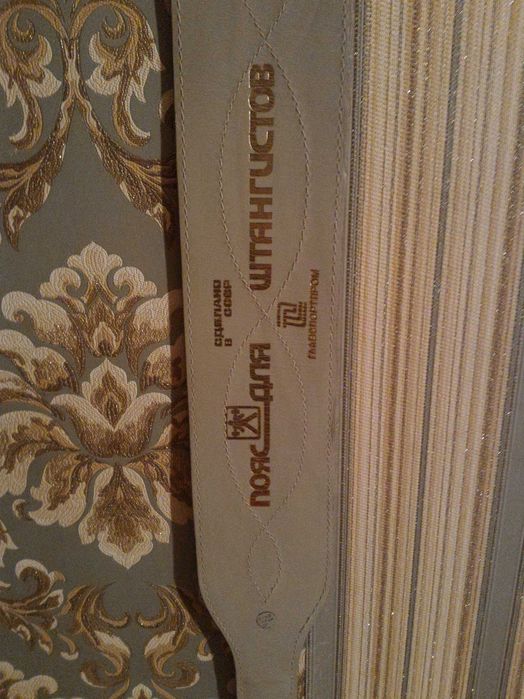 ПОЯС ДЛЯ ШТАНГИСТОВ
СДЕЛАНО
В СССР
ГЛАВСПОРТПРОМ